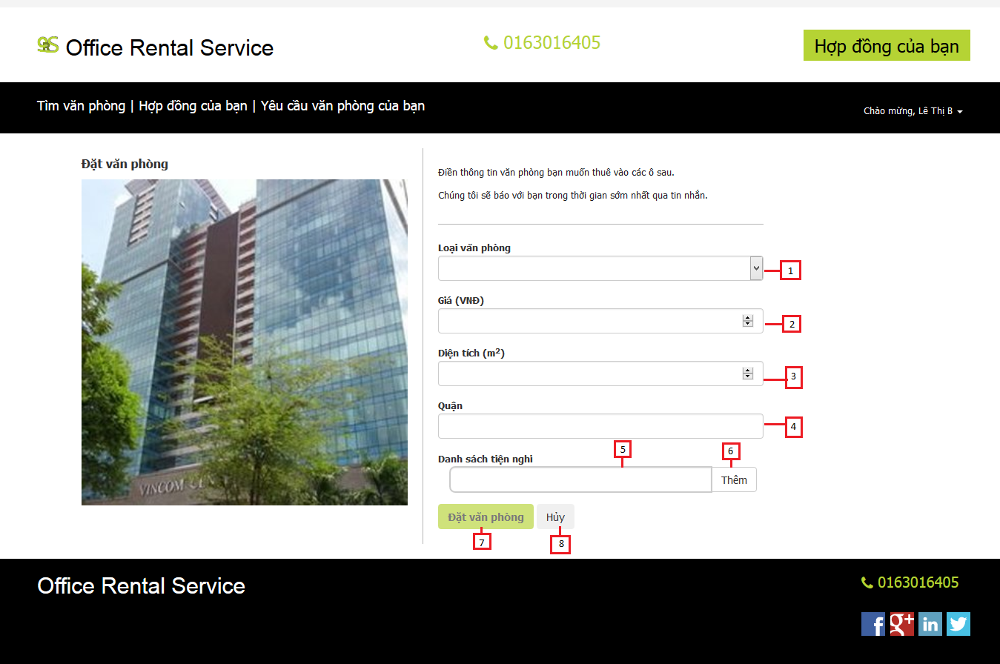 Office Rental Service
0163016405
Hợp đồng của bạn
Tìm văn phòng | Hợp đồng của bạn | Yêu cầu văn phòng của bạn
Chào mừng, Lê Thị B
Đặt văn phòng
VINCOM
Điền thông tin văn phòng bạn muốn thuê vào các ô sau.
Chúng tôi sẽ báo với bạn trong thời gian sớm nhất qua tin nhắn.
Loại văn phòng
1
Giá (VNĐ)
2
Diện tích (m²)
3
Quận
4
5
6
Danh sách tiện nghi
Thêm
Đặt văn phòng
Hủy
7
8
Office Rental Service
0163016405
f
g+
in